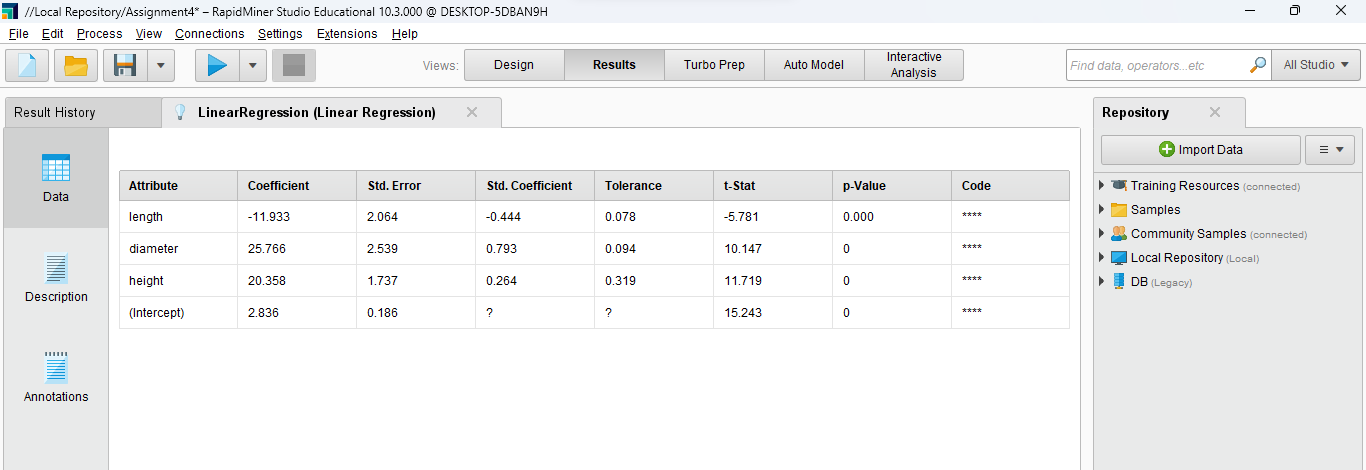 //Local Repository/Assignment4* – RapidMiner Studio Educational 10.3.000 @ DESKTOP-5DBAN9H
File Edit Process View Connections Settings Extensions Help
Views: Design Results Turbo Prep Auto Model Interactive Analysis Find data, operators...etc All Studio
Result History LinearRegression (Linear Regression) Repository
Import Data
Data
Description
Annotations
Attribute Coefficient Std. Error Std. Coefficient Tolerance t-Stat p-Value Code
length -11.933 2.064 -0.444 0.078 -5.781 0.000 ****
diameter 25.766 2.539 0.793 0.094 10.147 0 ****
height 20.358 1.737 0.264 0.319 11.719 0 ****
(Intercept) 2.836 0.186 ? ? 15.243 0 ****
Training Resources (connected)
Samples
Community Samples (connected)
Local Repository (Local)
DB (Legacy)